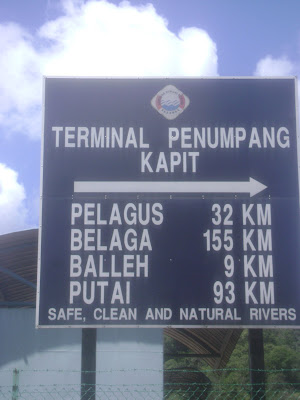 TERMINAL PENUMPANG
KAPIT
PELAGUS 32 KM
BELAGA 155 KM
BALLEH 9 KM
PUTAI 93 KM
SAFE, CLEAN AND NATURAL RIVERS